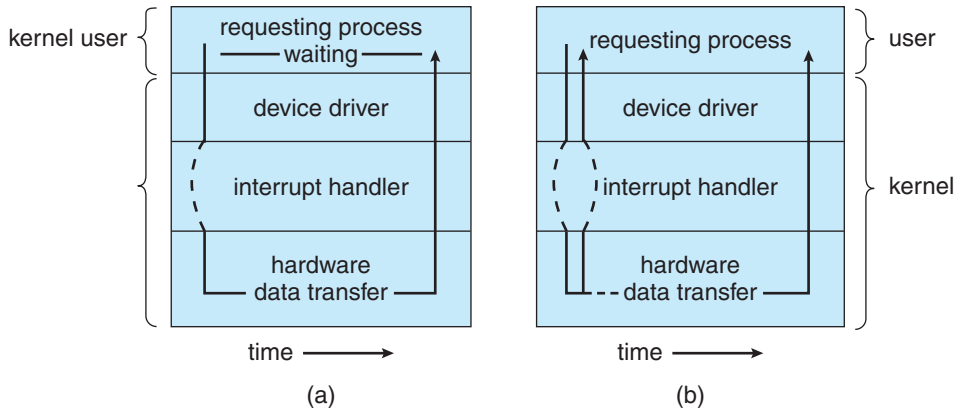 kernel user
requesting process
waiting
device driver
interrupt handler
hardware
data transfer
time
(a)
requesting process
user
device driver
interrupt handler
kernel
hardware
data transfer
time
(b)